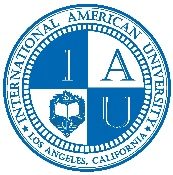 INTERNATIONAL AMERICAN UNIVERSITY
I A
U
LOS ANGELES, CALIFORNIA